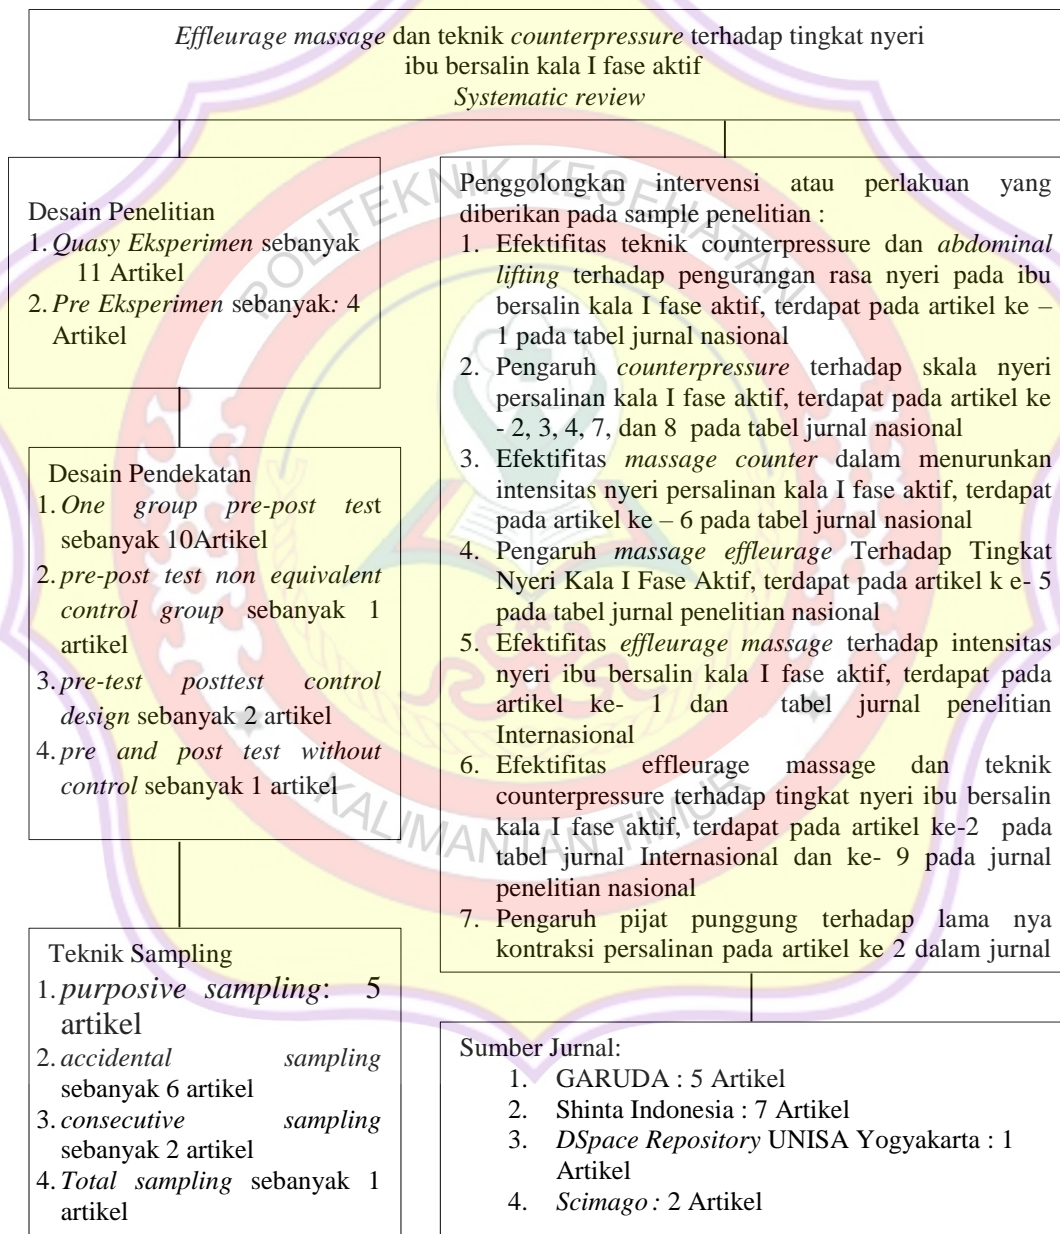 Effleurage massage dan teknik counterpressure terhadap tingkat nyeri
ibu bersalin kala I fase aktif
Systematic review
Desain Penelitian
1. Quasy Eksperimen sebanyak
11 Artikel
2. Pre Eksperimen sebanyak: 4
Artikel
Desain Pendekatan
1. One group pre-post test
sebanyak 10Artikel
2. pre-post test non equivalent
control group sebanyak 1
artikel
3. pre-test posttest control
design sebanyak 2 artikel
4. pre and post test without
control sebanyak 1 artikel
Teknik Sampling
1. purposive sampling: 5
artikel
2. accidental sampling
sebanyak 6 artikel
3. consecutive sampling
sebanyak 2 artikel
4. Total sampling sebanyak 1
artikel
Penggolongkan intervensi atau perlakuan yang
diberikan pada sample penelitian :
1. Efektifitas teknik counterpressure dan abdominal
lifting terhadap pengurangan rasa nyeri pada ibu
bersalin kala I fase aktif, terdapat pada artikel ke –
1 pada tabel jurnal nasional
2. Pengaruh counterpressure terhadap skala nyeri
persalinan kala I fase aktif, terdapat pada artikel ke
- 2, 3, 4, 7, dan 8 pada tabel jurnal nasional
3. Efektifitas massage counter dalam menurunkan
intensitas nyeri persalinan kala I fase aktif, terdapat
pada artikel ke – 6 pada tabel jurnal nasional
4. Pengaruh massage effleurage Terhadap Tingkat
Nyeri Kala I Fase Aktif, terdapat pada artikel k e- 5
pada tabel jurnal penelitian nasional
5. Efektifitas effleurage massage terhadap intensitas
nyeri ibu bersalin kala I fase aktif, terdapat pada
artikel ke- 1 dan tabel jurnal penelitian
Internasional
6. Efektifitas effleurage massage dan teknik
counterpressure terhadap tingkat nyeri ibu bersalin
kala I fase aktif, terdapat pada artikel ke-2 pada
tabel jurnal Internasional dan ke- 9 pada jurnal
penelitian nasional
7. Pengaruh pijat punggung terhadap lama nya
kontraksi persalinan pada artikel ke 2 dalam jurnal
Sumber Jurnal:
1. GARUDA : 5 Artikel
2. Shinta Indonesia : 7 Artikel
3. DSpace Repository UNISA Yogyakarta : 1
Artikel
4. Scimago : 2 Artikel
POLITEKNIK KESEHATAN
KALIMANTAN TIMUR